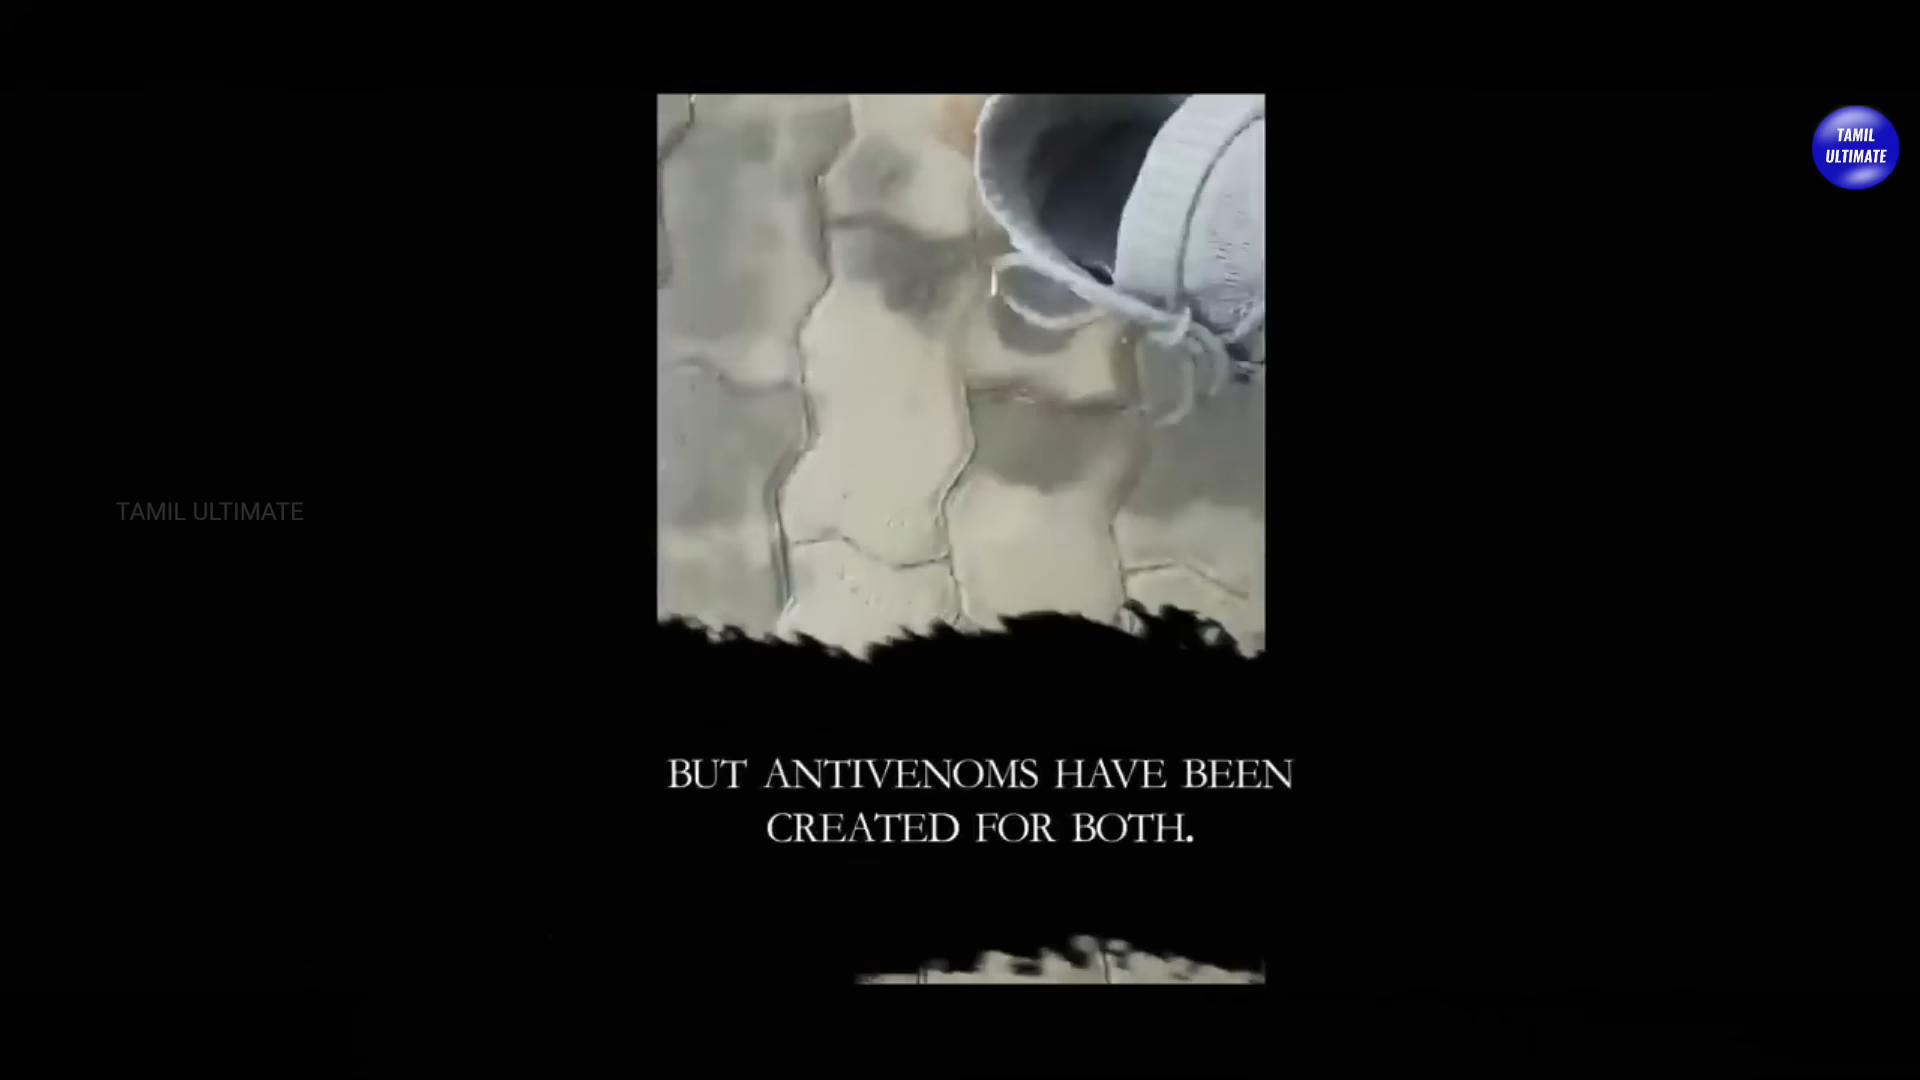 TAMIL
ULTIMATE
TAMIL ULTIMATE
BUT ANTIVENOMS HAVE BEEN
CREATED FOR BOTH.